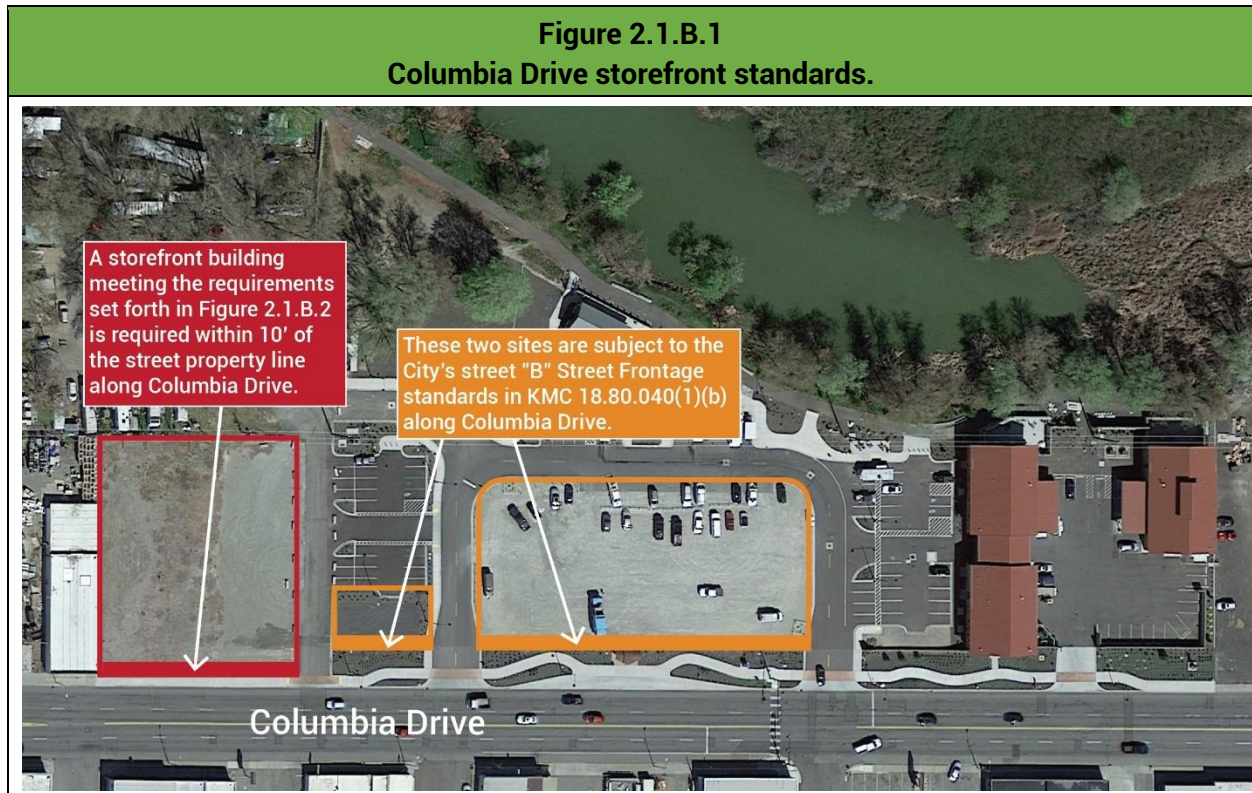 Figure 2.1.B.1
Columbia Drive storefront standards.
A storefront building
meeting the requirements
set forth in Figure 2.1.B.2
is required within 10' of
the street property line
along Columbia Drive.
These two sites are subject to the
City's street "B" Street Frontage
standards in KMC 18.80.040(1)(b)
along Columbia Drive.
Columbia Drive